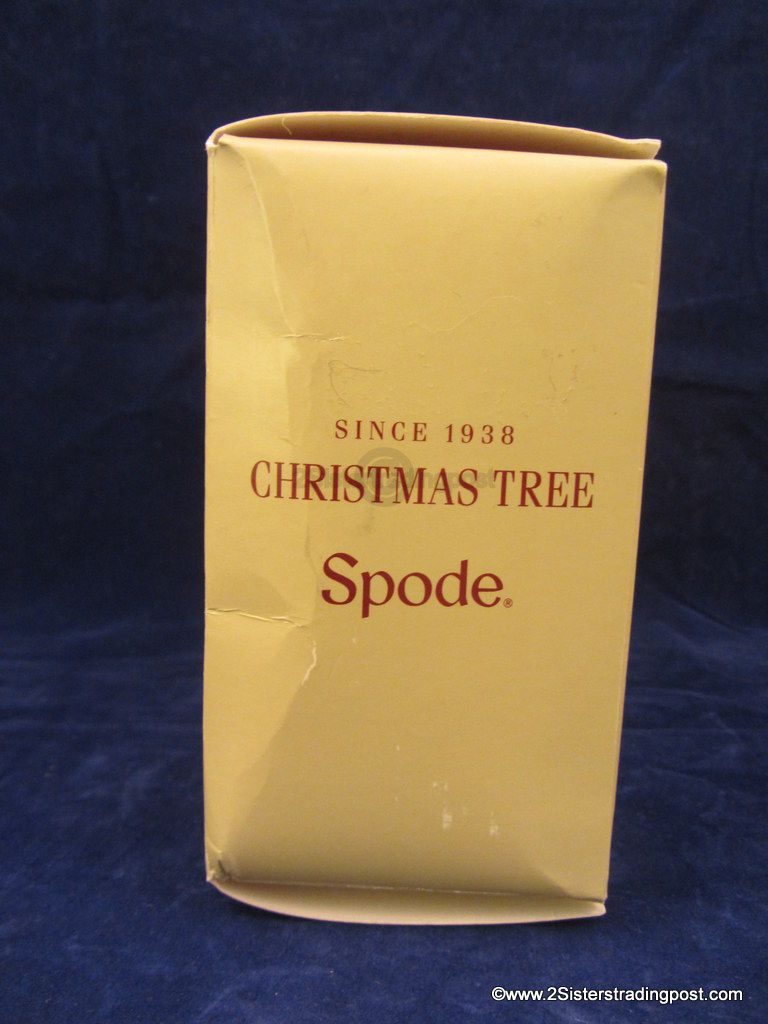 SINCE 1938
CHRISTMAS TREE
Spode®
©www.2Sisterstradingpost.com